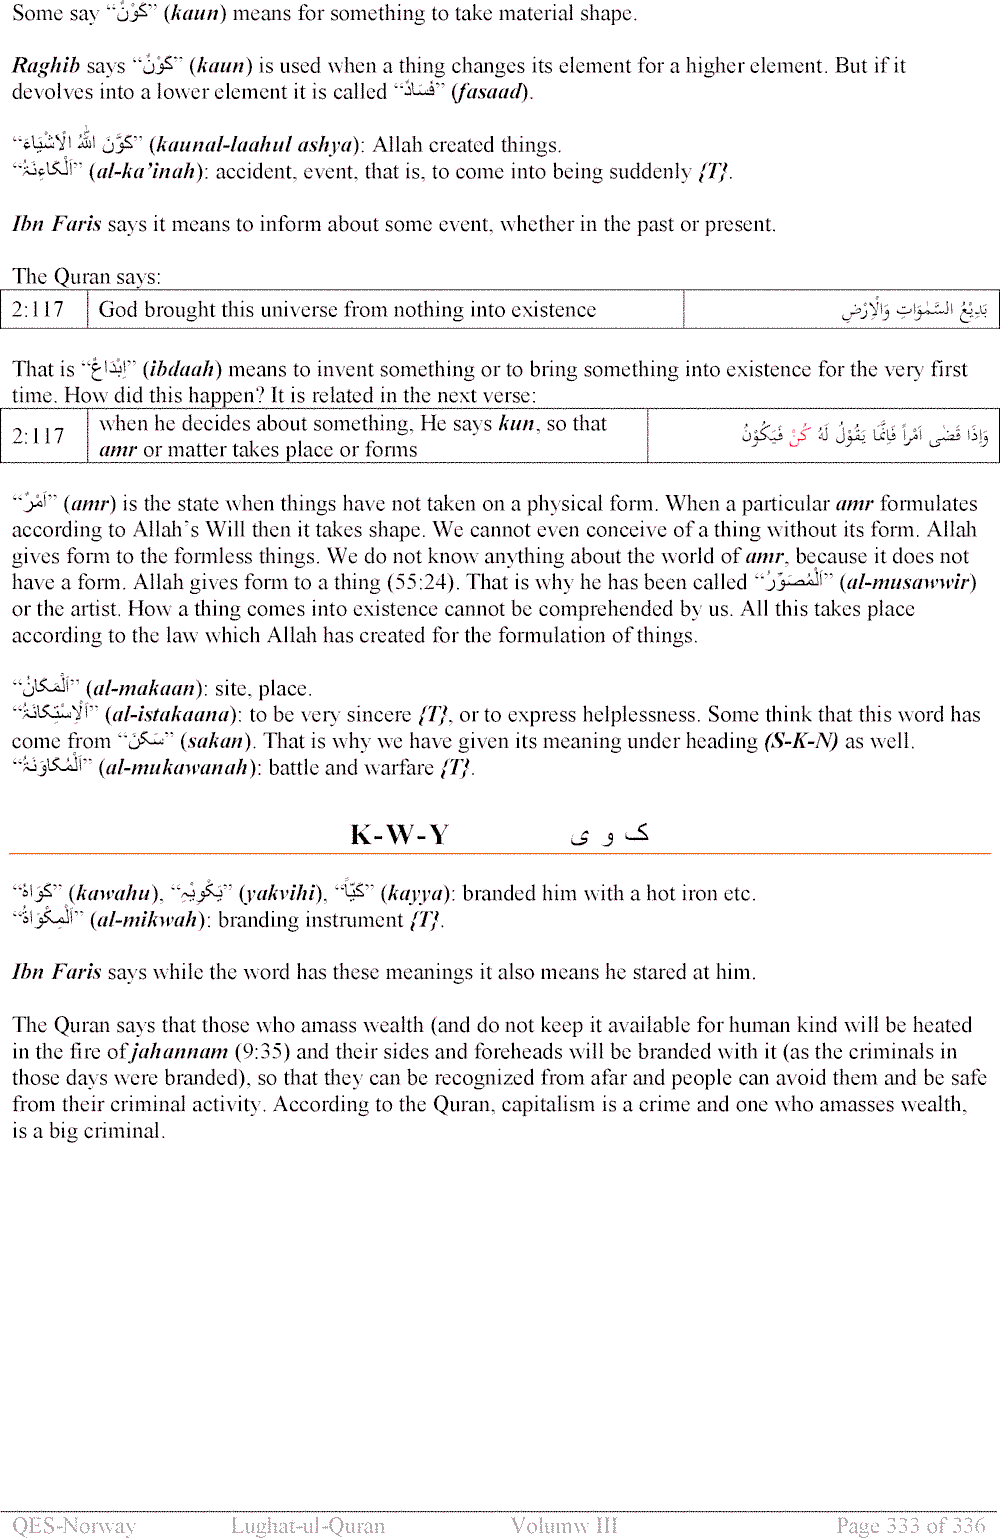 Some say “کَوْنٌ” (kaun) means for something to take material shape.
Raghib says “کَوْنٌ” (kaun) is used when a thing changes its element for a higher element. But if it
devolves into a lower element it is called “فَسَادٌ” (fasaad).
“کَوَّنَ اللّٰہُ الْاَشْیَاءَ” (kaunal-laahul ashya): Allah created things.
“اَلْکَاءِنَۃُ” (al-ka’inah): accident, event, that is, to come into being suddenly {T}.
Ibn Faris says it means to inform about some event, whether in the past or present.
The Quran says:
2:117 God brought this universe from nothing into existence بَدِیْعُ السَّمٰوَاتِ وَالْاَرْضِ
That is “اِبْدَاعٌ” (ibdaah) means to invent something or to bring something into existence for the very first
time. How did this happen? It is related in the next verse:
2:117 when he decides about something, He says kun, so that
amr or matter takes place or forms وَاِذَا قَضٰی اَمْراً فَاِنَّمَا یَقُوْلُ لَہُ کُنْ فَیَکُوْنُ
“اَمْرٌ” (amr) is the state when things have not taken on a physical form. When a particular amr formulates
according to Allah’s Will then it takes shape. We cannot even conceive of a thing without its form. Allah
gives form to the formless things. We do not know anything about the world of amr, because it does not
have a form. Allah gives form to a thing (55:24). That is why he has been called “اَلْمُصَوِّرُ” (al-musawwir)
or the artist. How a thing comes into existence cannot be comprehended by us. All this takes place
according to the law which Allah has created for the formulation of things.
“اَلْمَکَانُ” (al-makaan): site, place.
“اَلْاِسْتِکَانَۃُ” (al-istakaana): to be very sincere {T}, or to express helplessness. Some think that this word has
come from “سَکَنَ” (sakan). That is why we have given its meaning under heading (S-K-N) as well.
“اَلْمُکَاوَنَۃُ” (al-mukawanah): battle and warfare {T}.
K-W-Y ک و ی
“کَوَاہُ” (kawahu), “یَکْوِیْہِ” (yakvihi), “کَیّاً” (kayya): branded him with a hot iron etc.
“اَلْمِکْوَاۃُ” (al-mikwah): branding instrument {T}.
Ibn Faris says while the word has these meanings it also means he stared at him.
The Quran says that those who amass wealth (and do not keep it available for human kind will be heated
in the fire of jahannam (9:35) and their sides and foreheads will be branded with it (as the criminals in
those days were branded), so that they can be recognized from afar and people can avoid them and be safe
from their criminal activity. According to the Quran, capitalism is a crime and one who amasses wealth,
is a big criminal.
QES-Norway Lughat-ul-Quran Volumw III Page 333 of 336